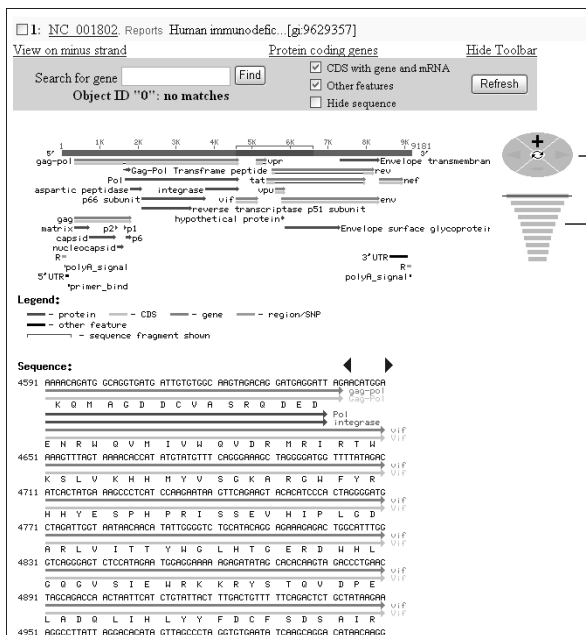 1: NC_001802. Reports Human immunodefic...[gi:9629357]
View on minus strand Protein coding genes Hide Toolbar
Search for gene Find
Object ID "0": no matches
CDS with gene and mRNA
Other features
Hide sequence
Refresh
1 1K 2K 3K 4K 5K 6K 7K 8K 9K 9181
5' 3'
gag-pol vpr Envelope transmembran
Gag-Pol Transframe peptide rev
Pol tat nef
aspartic peptidase integrase vpu
p66 subunit vif env
reverse transcriptase p51 subunit
gag hypothetical protein
matrix p2 p1 Envelope surface glycoprotein
capsid p6
nucleocapsid
R= 3'UTR R=
polyA_signal polyA_signal
5'UTR
primer_bind
Legend:
- protein - CDS - gene - region/SNP
- other feature
- sequence fragment shown
Sequence:
4591 AAAACAGATG GCAGGTGATG ATTGTGTGGC AAGTAGACAG GATGAGGATT AGAACATGGA
gag-pol
Gag-Pol
K Q M A G D D C V A S R Q D E D
Pol
integrase
vif
Vif
E N R W Q V M I V W Q V D R M R I R T W
4651 AAAGTTTAGT AAAACACCAT ATGTATGTTT CAGGGAAAGC TAGGGGATGG TTTTATAGAC
vif
Vif
K S L V K H H M Y V S G K A R G W F Y R
4711 ATCACTATGA AAGCCCTCAT CCAAGAATAA GTTCAGAAGT ACACATCCCA CTAGGGGATG
vif
Vif
H H Y E S P H P R I S S E V H I P L G D
4771 CTAGATTGGT AATAACAACA TATTGGGGTC TGCATACAGG AGAAAGAGAC TGGCATTTGG
vif
Vif
A R L V I T T Y W G L H T G E R D W H L
4831 GTCAGGGAGT CTCCATAGAA TGGAGGAAAA AGAGATATAG CACACAAGTA GACCCTGAAC
vif
Vif
G Q G V S I E W R K K R Y S T Q V D P E
4891 TAGCAGACCA ACTAATTCAT CTGTATTACT TTGACTGTTT TTCAGACTCT GCTATAAGAA
vif
Vif
L A D Q L I H L Y Y F D C F S D S A I R
4951 AGGCCTTATT AGGACACATA GTTAGCCCTA GGTGTGAATA TCAAGCAGGA CATAACAAGG